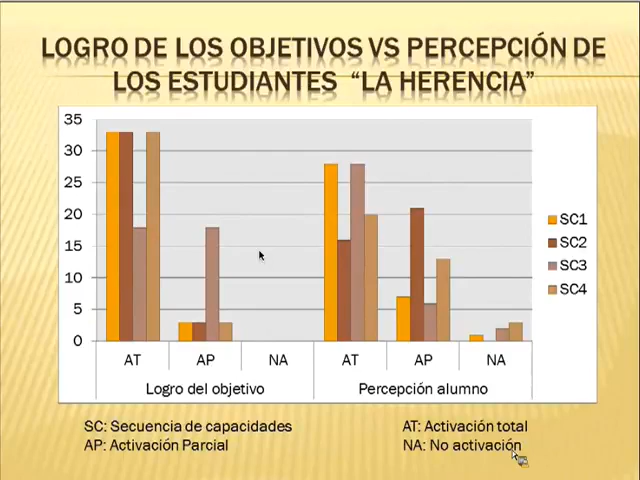 LOGRO DE LOS OBJETIVOS VS PERCEPCIÓN DE
LOS ESTUDIANTES “LA HERENCIA”
35
30
25
20
15
10
5
0
AT AP NA AT AP NA
Logro del objetivo Percepción alumno
SC1
SC2
SC3
SC4
SC: Secuencia de capacidades AT: Activación total
AP: Activación Parcial NA: No activación